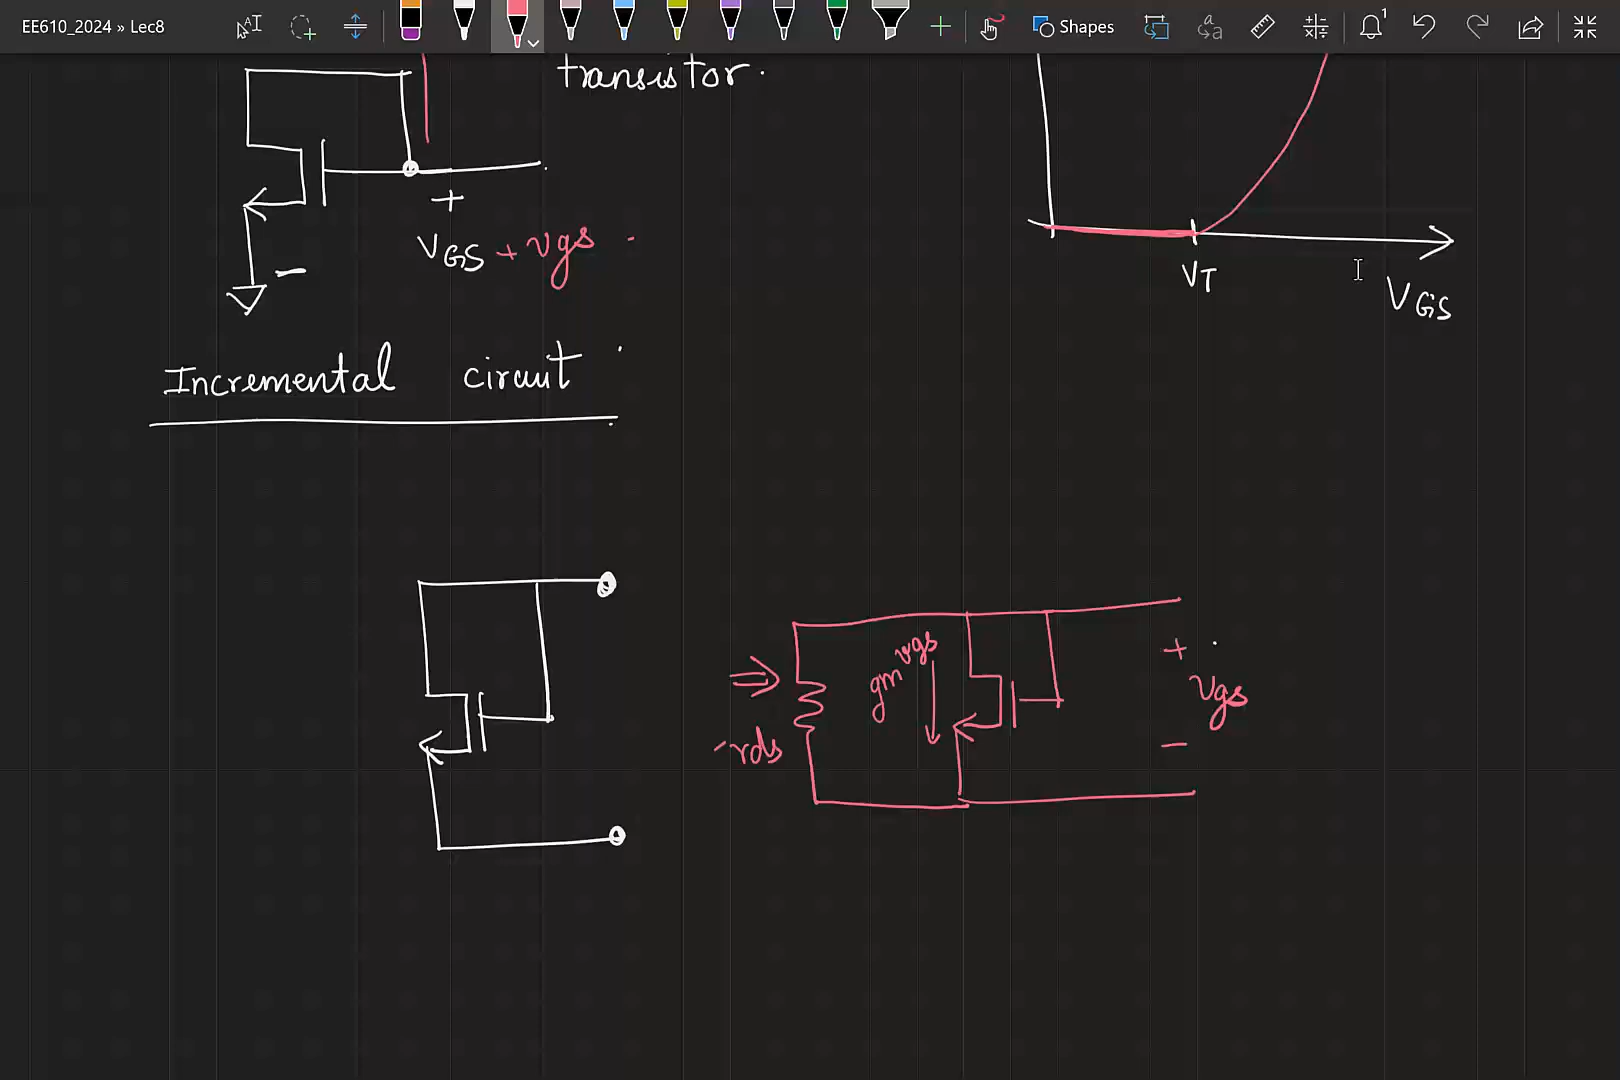 EE610_2024 » Lec8
Shapes
transistor.
+
VGS + vgs
-
VT
VGS
Incremental circuit
gm vgs
rds
+
vgs
-